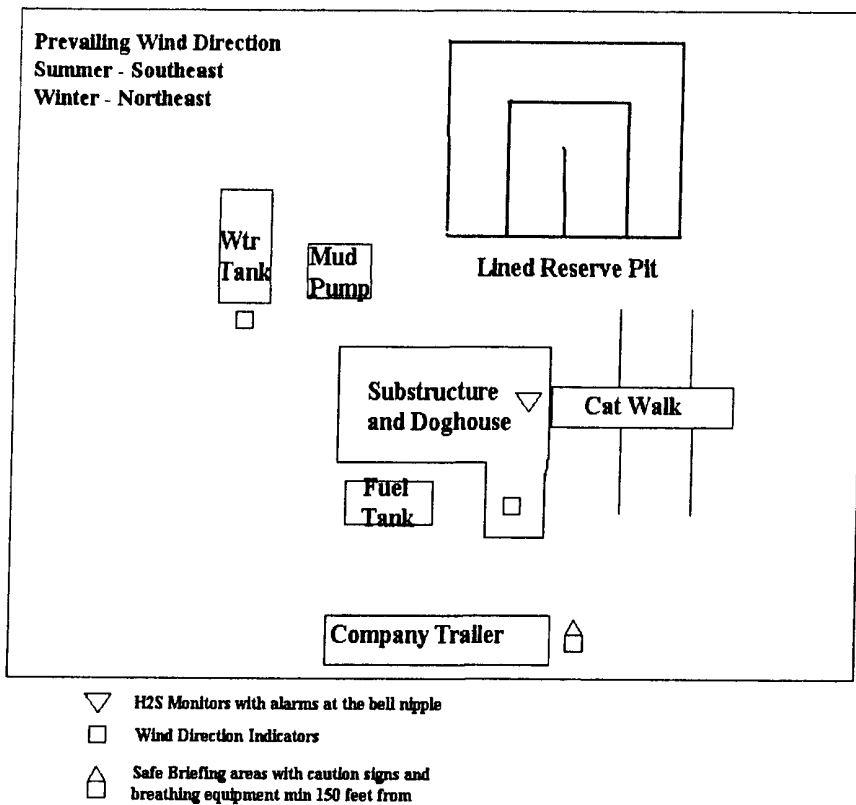 Prevailing Wind Direction
Summer - Southeast
Winter - Northeast
Wtr
Tank
Mud
Pump
Lined Reserve Pit
Substructure
and Doghouse
Cat Walk
Fuel
Tank
Company Trailer
H2S Monitors with alarms at the bell nipple
Wind Direction Indicators
Safe Briefing areas with caution signs and
breathing equipment min 150 feet from